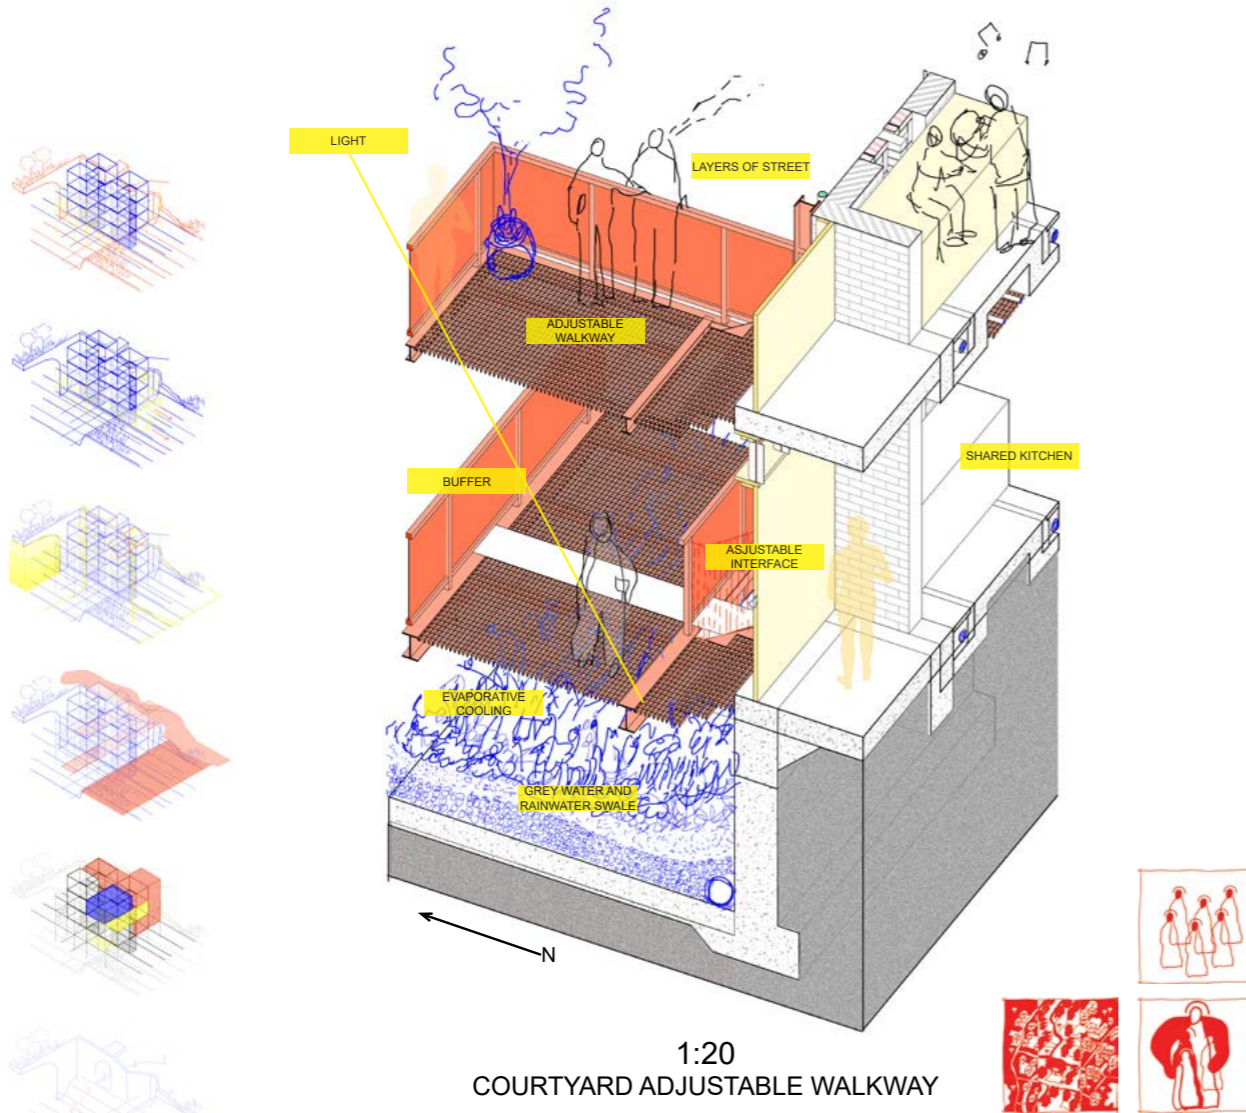 LIGHT
LAYERS OF STREET
ADJUSTABLE
WALKWAY
SHARED KITCHEN
BUFFER
ASJUSTABLE
INTERFACE
EVAPORATIVE
COOLING
GREY WATER AND
RAINWATER SWALE
N
1:20
COURTYARD ADJUSTABLE WALKWAY